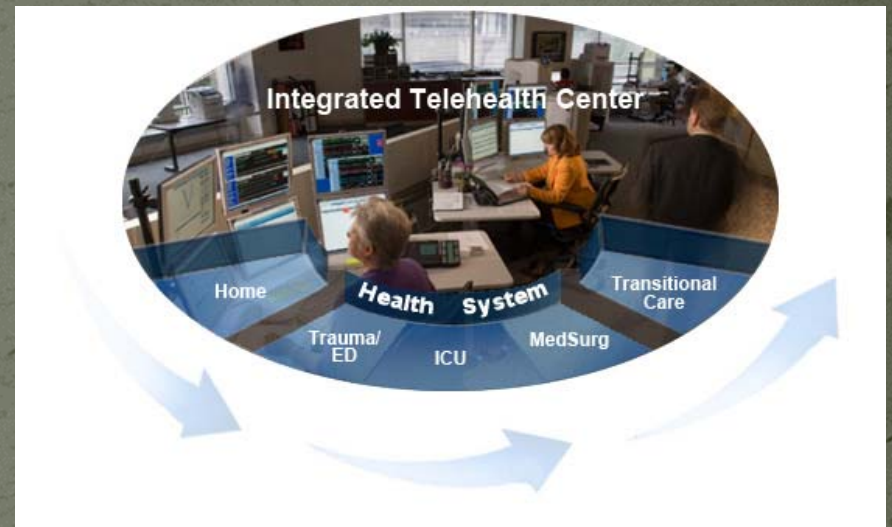 Integrated Telehealth Center
Home
Health System
Transitional
Care
Trauma/
ED
ICU
MedSurg